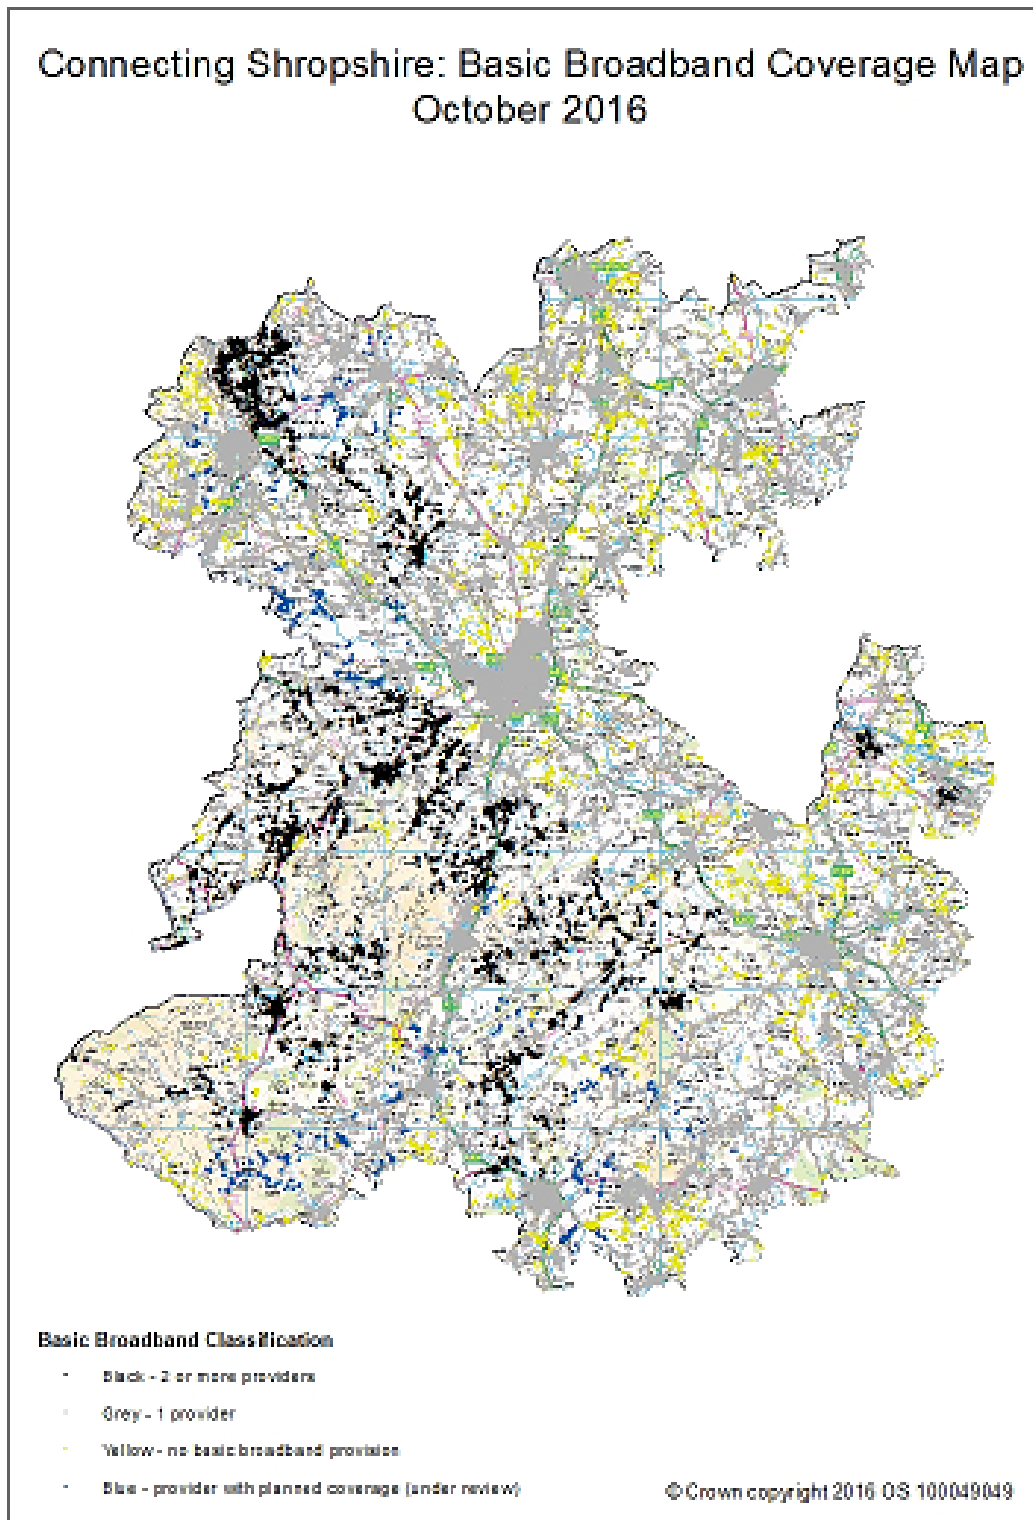 Connecting Shropshire: Basic Broadband Coverage Map
October 2016
Basic Broadband Classification
Black - 2 or more providers
Grey - 1 provider
Yellow - no basic broadband provision
Blue - provider with planned coverage (under review)
© Crown copyright 2016 OS 100049049